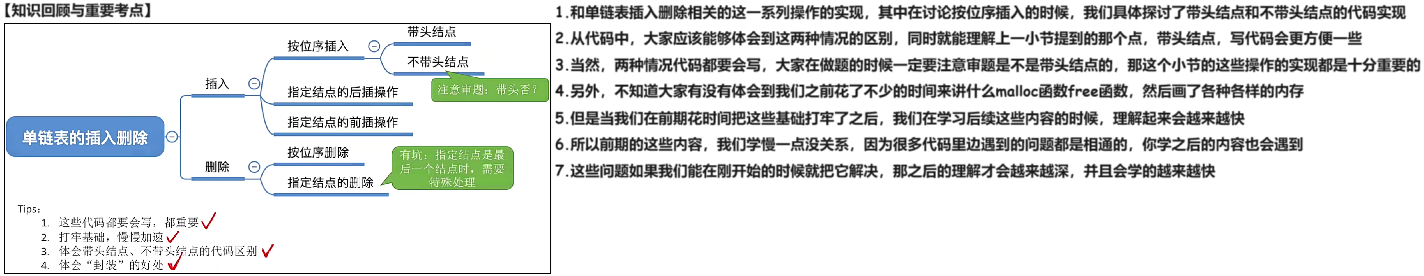 【知识回顾与重要考点】
单链表的插入删除
插入
按位序插入
带头结点
不带头结点
注意审题：带头否？
指定结点的后插操作
指定结点的前插操作
删除
按位序删除
指定结点的删除
有坑：指定结点是最
后一个结点时，需要
特殊处理
Tips：
1. 这些代码都要会写，都重要
2. 打牢基础，慢慢加速
3. 体会带头结点、不带头结点的代码区别
4. 体会“封装”的好处
1.和单链表插入删除相关的这一系列操作的实现，其中在讨论按位序插入的时候，我们具体探讨了带头结点和不带头结点的代码实现
2.从代码中，大家应该能够体会到这两种情况的区别，同时就能理解上一小节提到的那个点，带头结点，写代码会更方便一些
3.当然，两种情况代码都要会写，大家在做题的时候一定要注意审题是不是带头结点的，那这个小节的这些操作的实现都是十分重要的
4.另外，不知道大家有没有体会到我们之前花了不少的时间来讲什么malloc函数free函数，然后画了各种各样的内存
5.但是当我们在前期花时间把这些基础打牢了之后，我们在学习后续这些内容的时候，理解起来会越来越快
6.所以前期的这些内容，我们学慢一点没关系，因为很多代码里边遇到的问题都是相通的，你学之后的内容也会遇到
7.这些问题如果我们能在刚开始的时候就把它解决，那之后的理解才会越来越深，并且会学的越来越快